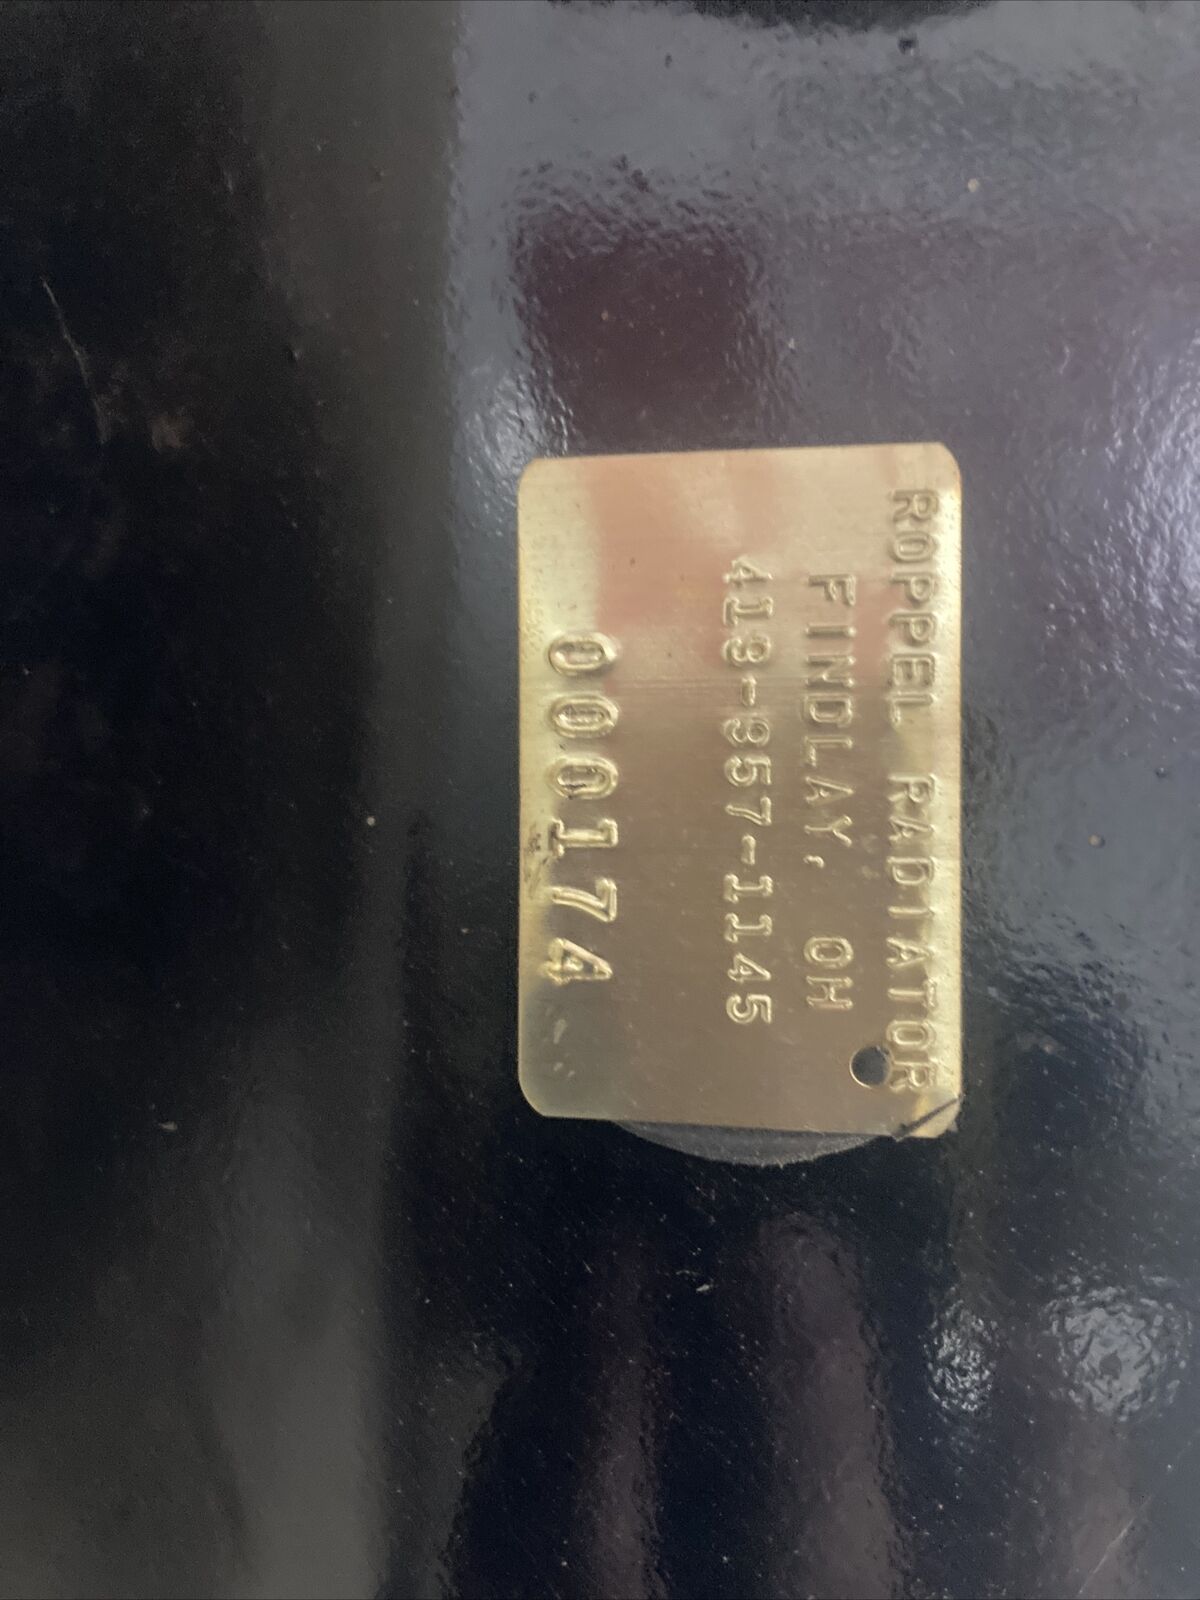 ROPPEL RADIATOR
FINDLAY, OH
419-957-1145
000174